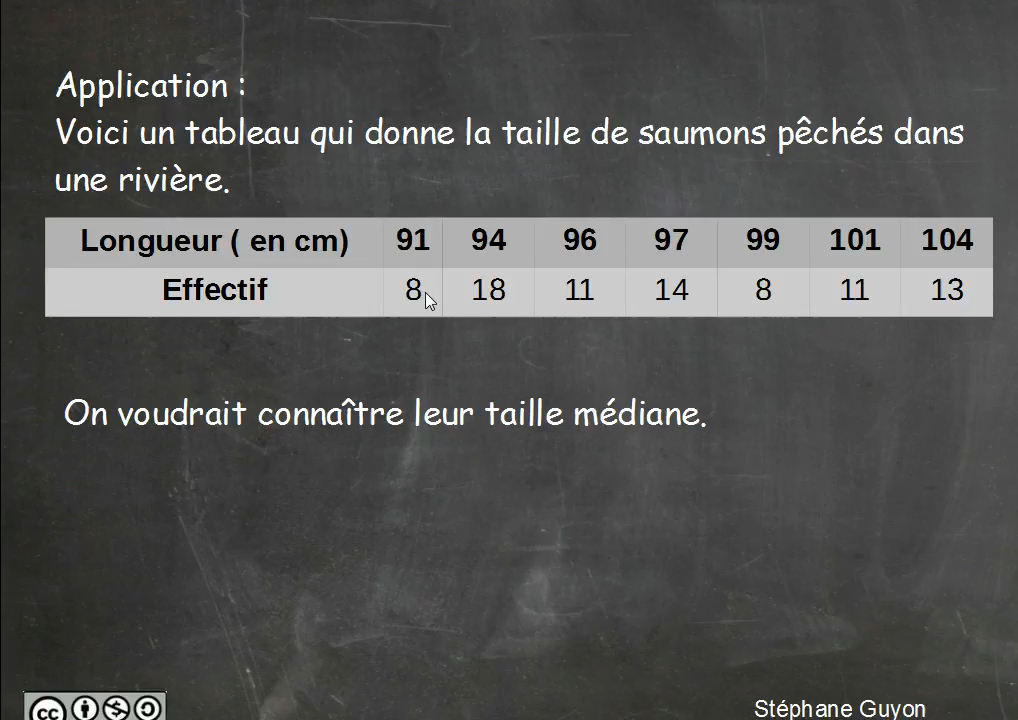 Application :
Voici un tableau qui donne la taille de saumons pêchés dans
une rivière.
Longueur ( en cm) 91 94 96 97 99 101 104
Effectif 8 18 11 14 8 11 13
On voudrait connaître leur taille médiane.
cc
Stéphane Guyon